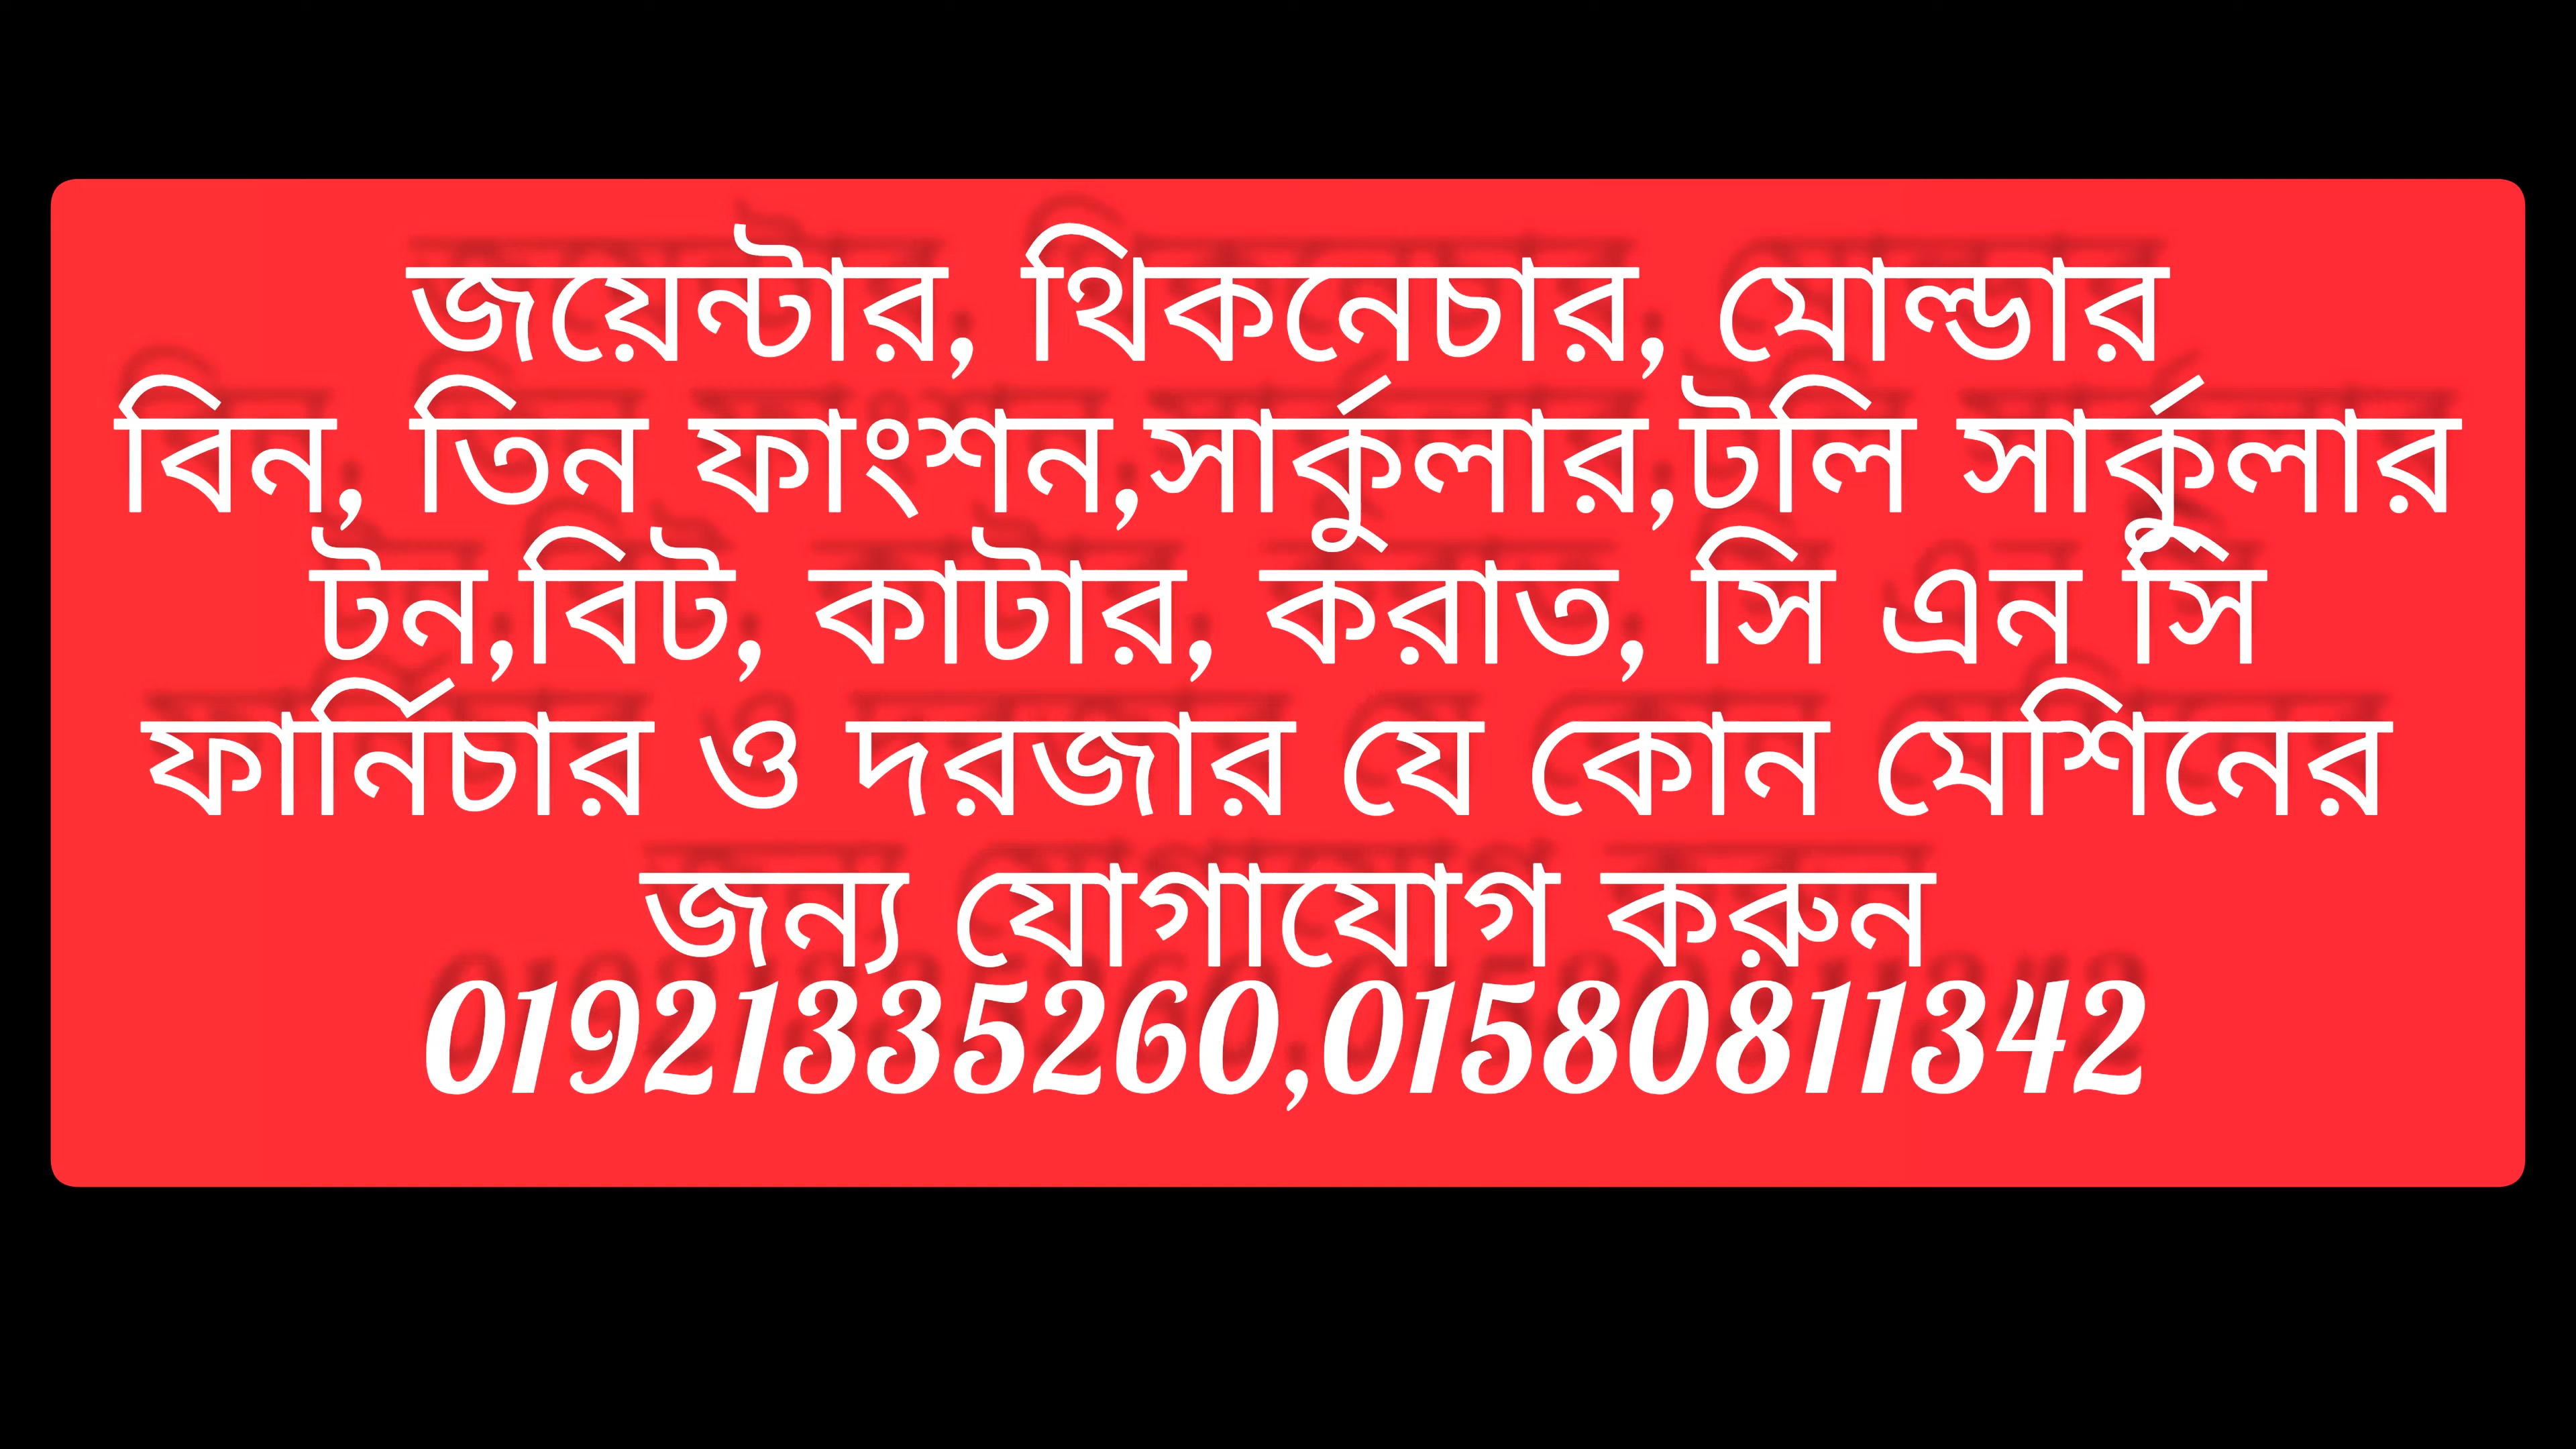 জয়েন্টার, থিকনেচার, মোল্ডার
বিন, তিন ফাংশন,সার্কুলার,টলি সার্কুলার
টন,বিট, কাটার, করাত, সি এন সি
ফার্নিচার ও দরজার যে কোন মেশিনের
জন্য যোগাযোগ করুন
01921335260,01580811342